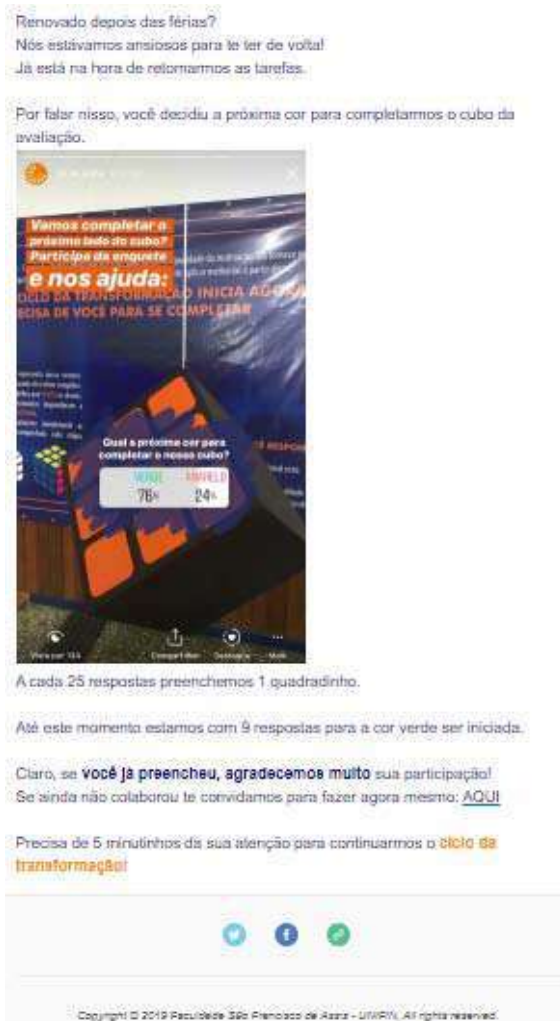 Renovado depois das férias?
Nós estávamos ansiosos para te ter de volta!
Já está na hora de retomarmos as tarefas.
Por falar nisso, você decidiu a próxima cor para completarmos o cubo da
avaliação.
Vamos completar o
próximo lado do cubo?
Participe da enquete
e nos ajuda:
CICLO DA TRANSFORMAÇÃO INICIA AGORA
PRECISA DE VOCÊ PARA SE COMPLETAR
Qual a próxima cor para
completar o nosso cubo?
VERDE AMARELO
76% 24%
Compartilhar Destacar Mais
A cada 25 respostas preenchemos 1 quadradinho.
Até este momento estamos com 9 respostas para a cor verde ser iniciada.
Claro, se você já preencheu, agradecemos muito sua participação!
Se ainda não colaborou te convidamos para fazer agora mesmo: AQUI
Precisa de 5 minutinhos da sua atenção para continuarmos o ciclo da
transformação!
Copyright © 2019 Faculdade São Francisco de Assis - UNIFIN, All rights reserved.